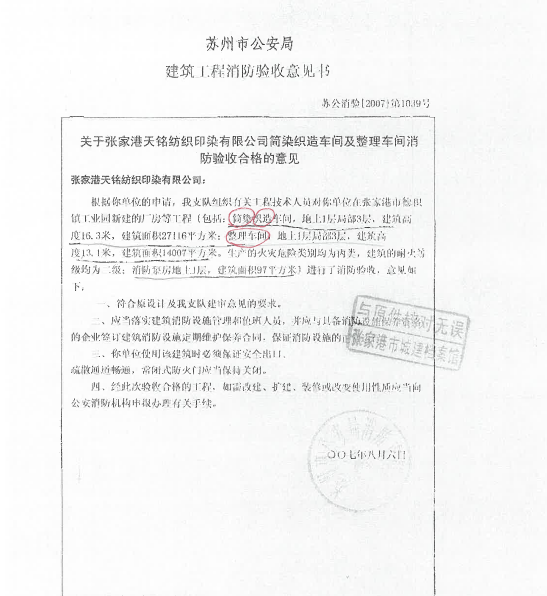 苏州市公安局
建筑工程消防验收意见书
苏公消验[2007]第1039号
关于张家港天铭纺织印染有限公司筒染织造车间及整理车间消
防验收合格的意见
张家港天铭纺织印染有限公司：
根据你单位的申请，我支队组织有关工程技术人员对你单位在张家港市
镇工业园新建的厂房等工程（包括：筒染织造车间，地上1层局部3层，建筑高
度16.3米，建筑面积27116平方米；整理车间，地上1层局部3层，建筑高
度13.1米，建筑面积14007平方米。生产的火灾危险类别均为丙类，建筑的耐火等
级均为二级；消防泵房地上1层，建筑面积97平方米）进行了消防验收，意见如
下。
一、符合原设计及我支队建审意见的要求。
二、应当落实建筑消防设施管理和值班人员，并应与具备消防设施
的企业签订建筑消防设施定期维护保养合同，保证消防设施的正
三、你单位使用该建筑时必须保证安全出口、
疏散通道畅通，常闭式防火门应当保持关闭。
四、经此次验收合格的工程，如需改建、扩建、装修或改变使用性质应当向
公安消防机构申报办理有关手续。
与原件核对无误
张家港市城建档案馆
二〇〇七年八月六日